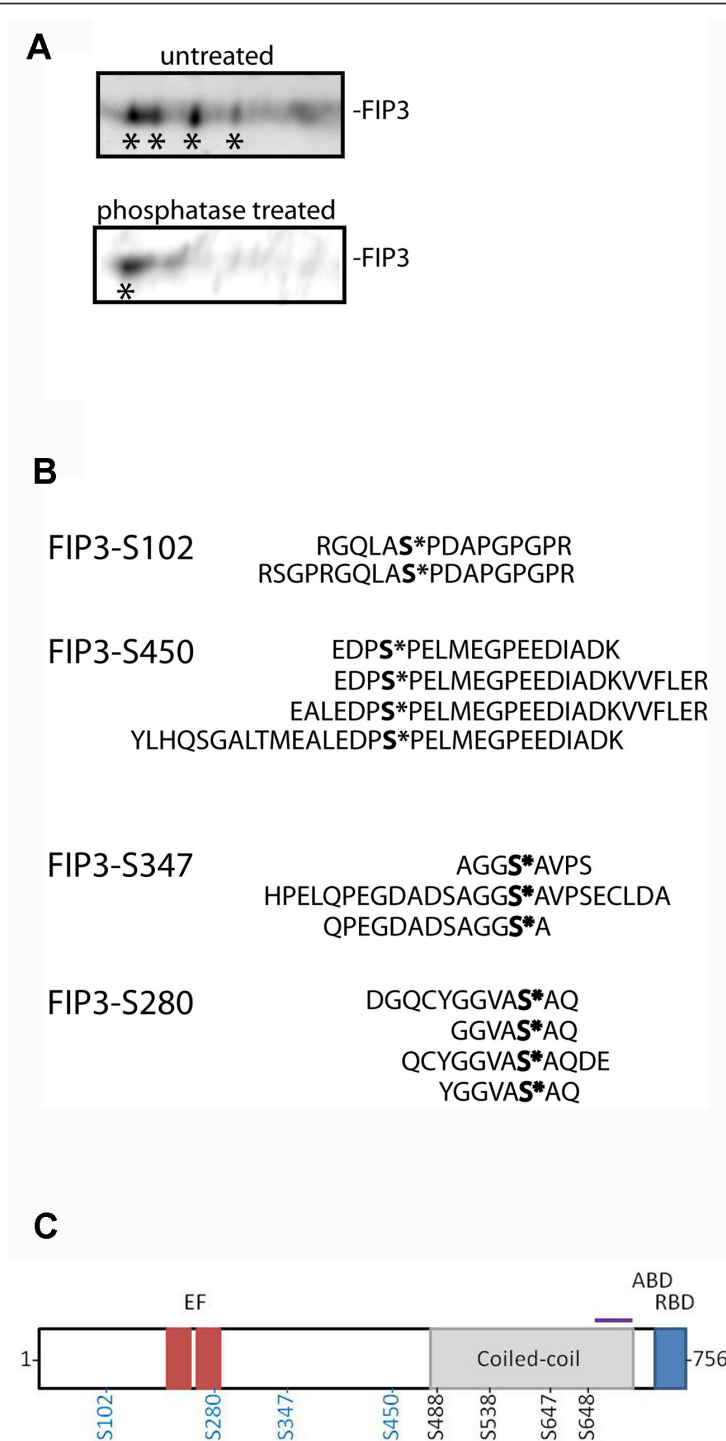 A
untreated
-FIP3
* * * *
phosphatase treated
-FIP3
*
B
FIP3-S102
RGQLAS*PDAPGPGPR
RSGPRGQLAS*PDAPGPGPR
FIP3-S450
EDPS*PELMEGPEEDIADK
EDPS*PELMEGPEEDIADKVVFLER
EALEDPS*PELMEGPEEDIADKVVFLER
YLHQSGALTMEALEDPS*PELMEGPEEDIADK
FIP3-S347
AGGS*AVPS
HPELQPEGDADSAGGS*AVPSECLDA
QPEGDADSAGGS*A
FIP3-S280
DGQCYGGVAS*AQ
GGVAS*AQ
QCYGGVAS*AQDE
YGGVAS*AQ
C
ABD
EF
RBD
1-
Coiled-coil
-756
S102
S280
S347
S450
S488
S538
S647
S648